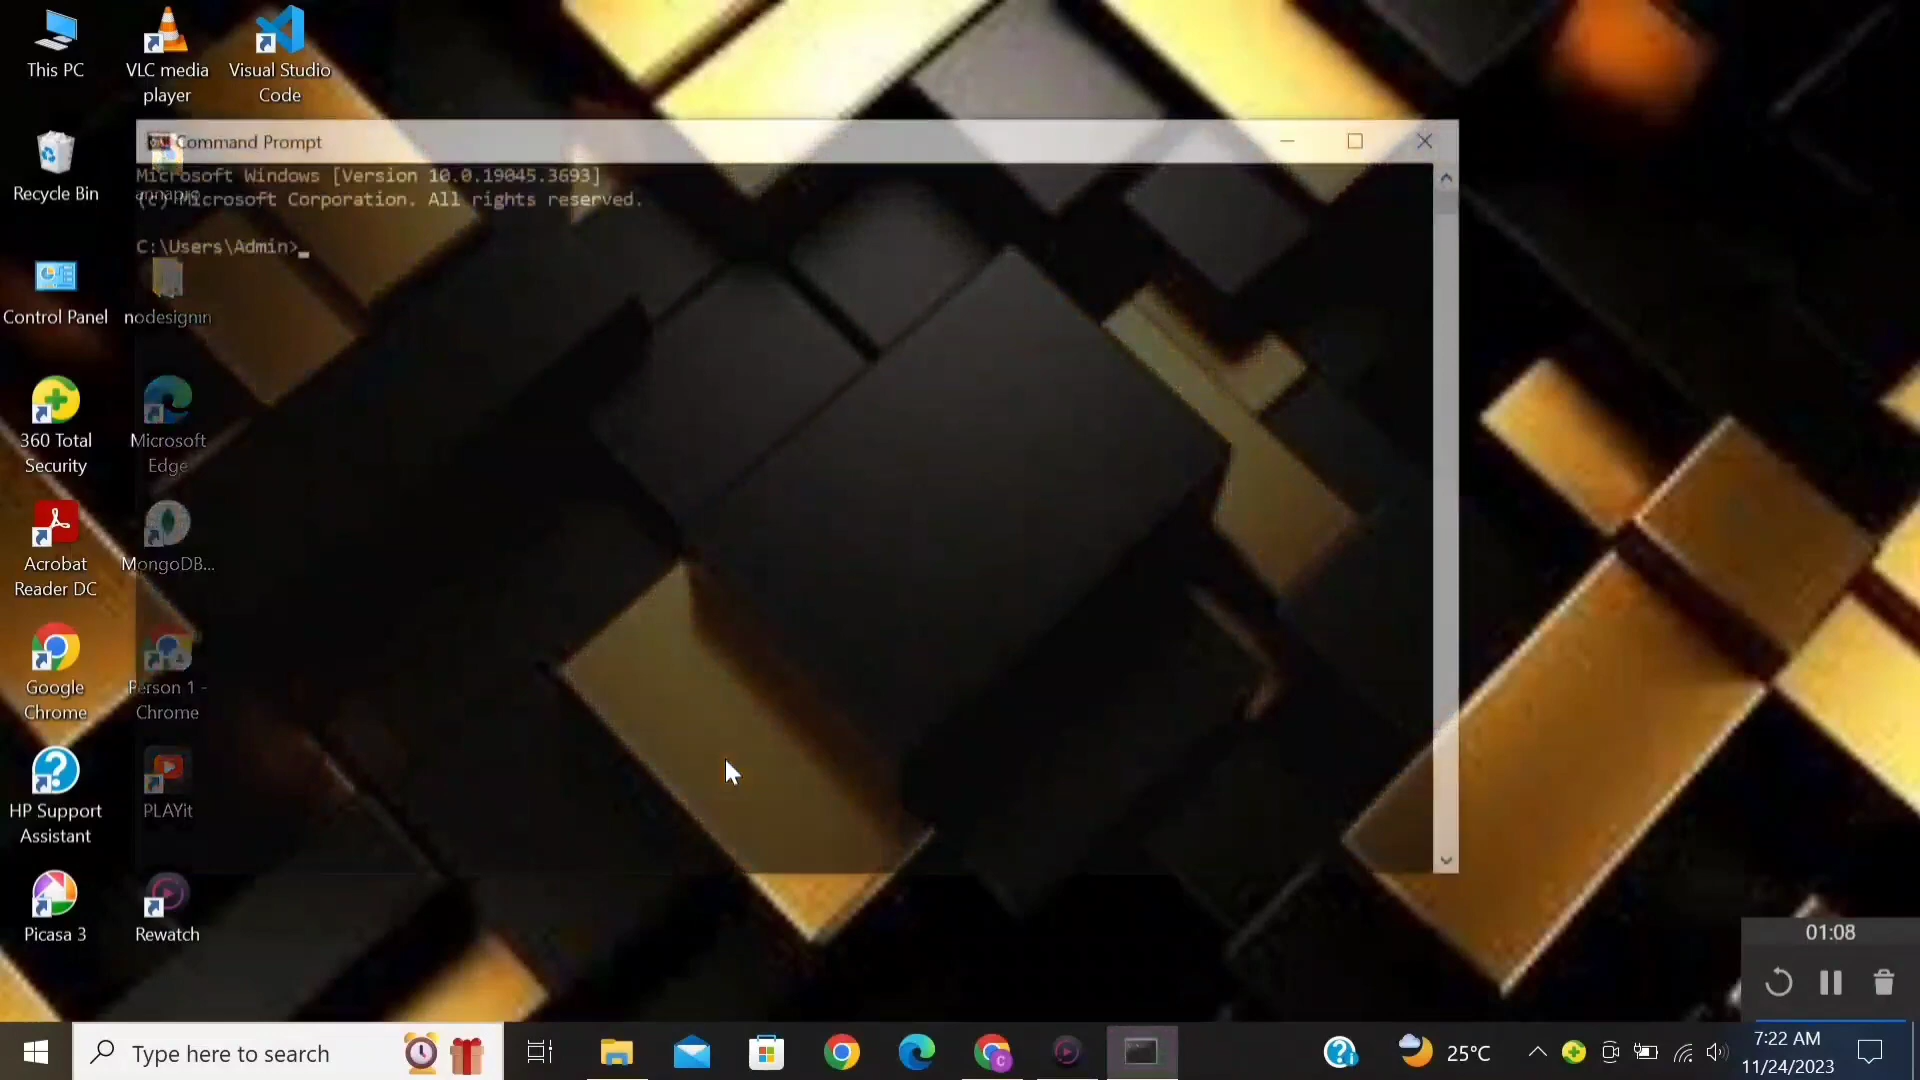 This PC
VLC media
player
Visual Studio
Code
Command Prompt
Microsoft Windows [Version 10.0.19045.3693]
(c) Microsoft Corporation. All rights reserved.
C:\Users\Admin>
Recycle Bin
Control Panel
nodesignin
360 Total
Security
Microsoft
Edge
Acrobat
Reader DC
MongoDB...
Google
Chrome
Person 1 -
Chrome
HP Support
Assistant
PLAYit
Picasa 3
Rewatch
01:08
Type here to search
25°C
7:22 AM
11/24/2023